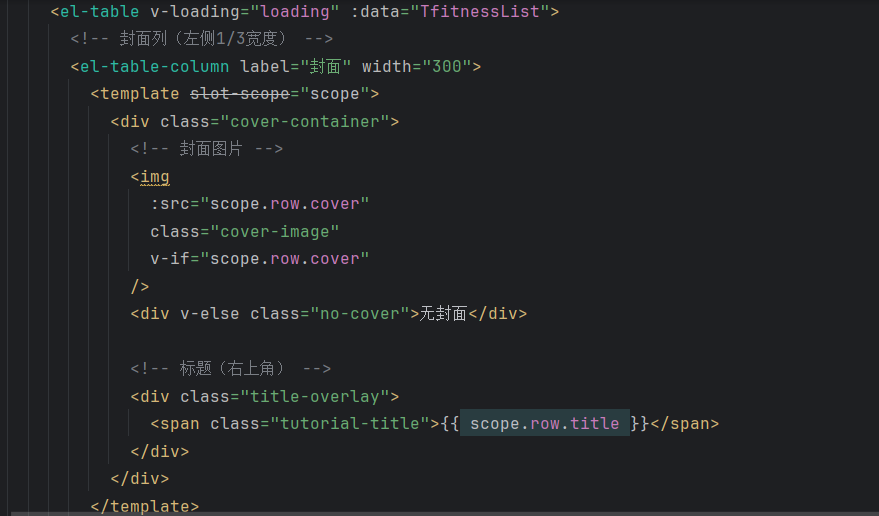 <el-table v-loading="loading" :data="TfitnessList">
<!-- 封面列（左侧1/3宽度） -->
<el-table-column label="封面" width="300">
<template slot-scope="scope">
<div class="cover-container">
<!-- 封面图片 -->
<img
:src="scope.row.cover"
class="cover-image"
v-if="scope.row.cover"
/>
<div v-else class="no-cover">无封面</div>
<!-- 标题（右上角） -->
<div class="title-overlay">
<span class="tutorial-title">{{ scope.row.title }}</span>
</div>
</div>
</template>